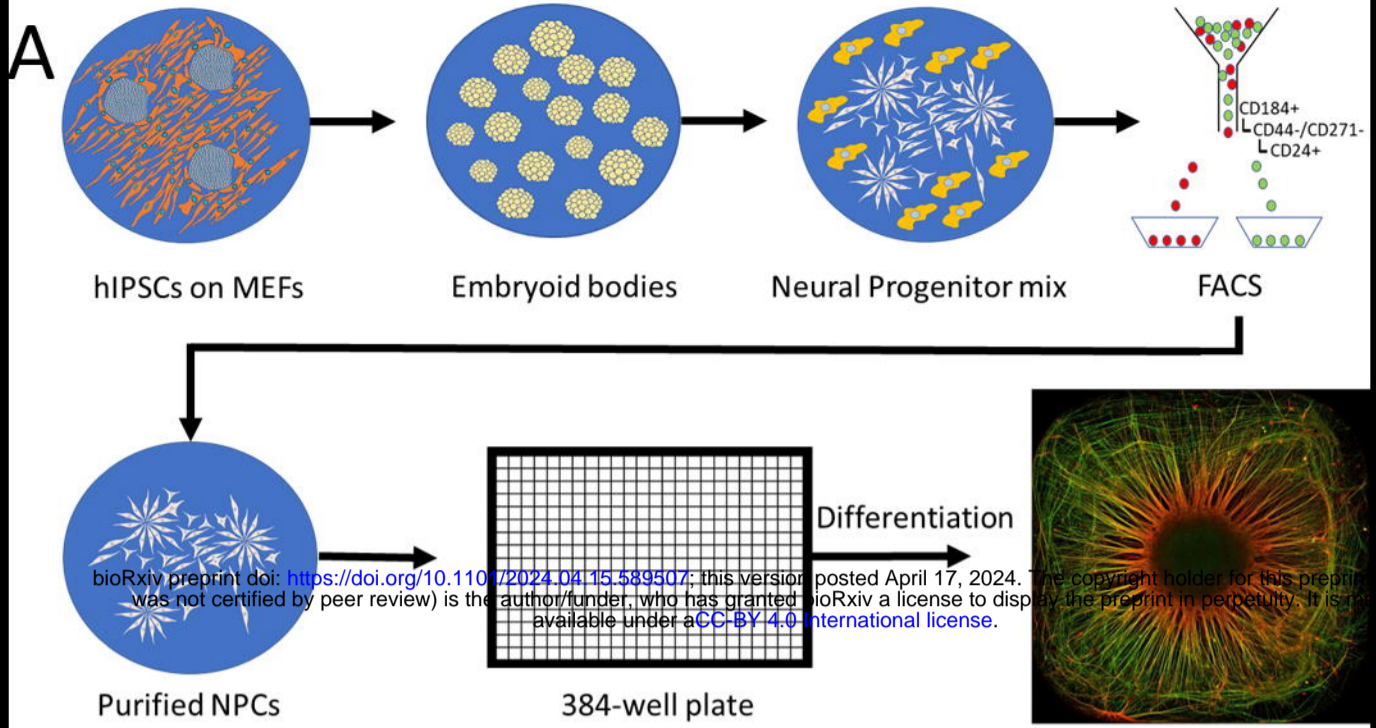 A
CD184+
CD44-/CD271-
CD24+
hIPSCs on MEFs
Embryoid bodies
Neural Progenitor mix
FACS
Differentiation
bioRxiv preprint doi: https://doi.org/10.1101/2024.04.15.589507; this version posted April 17, 2024. The copyright holder for this
was not certified by peer review) is the author/funder, who has granted bioRxiv a license to display the preprint in perpetuity. It is
available under aCC-BY 4.0 International license.
Purified NPCs
384-well plate